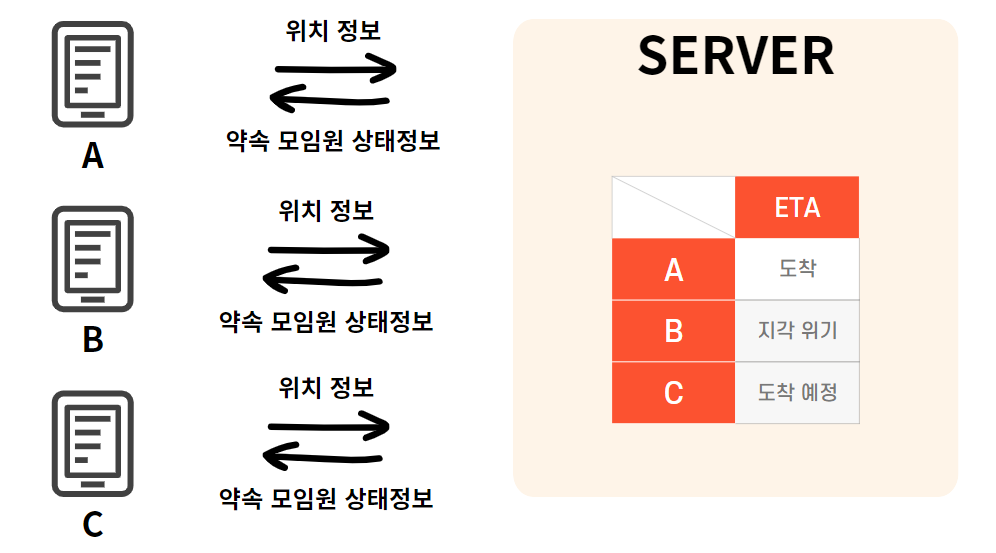 위치 정보
약속 모임원 상태정보
A
위치 정보
약속 모임원 상태정보
B
위치 정보
약속 모임원 상태정보
C
SERVER
ETA
A 도착
B 지각 위기
C 도착 예정